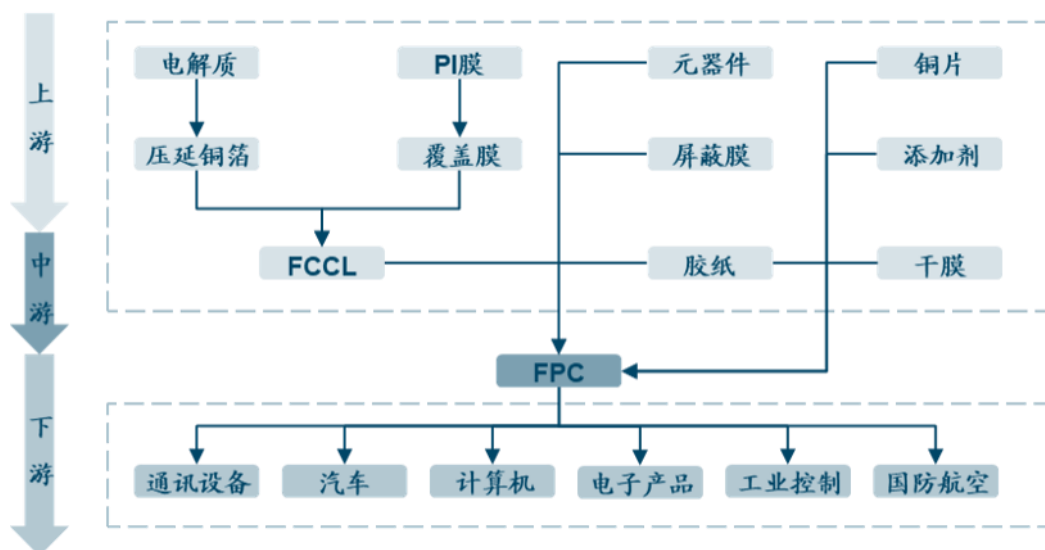 上游
电解质
PI膜
元器件
铜片
压延铜箔
覆盖膜
屏蔽膜
添加剂
中游
FCCL
胶纸
干膜
FPC
下游
通讯设备
汽车
计算机
电子产品
工业控制
国防航空